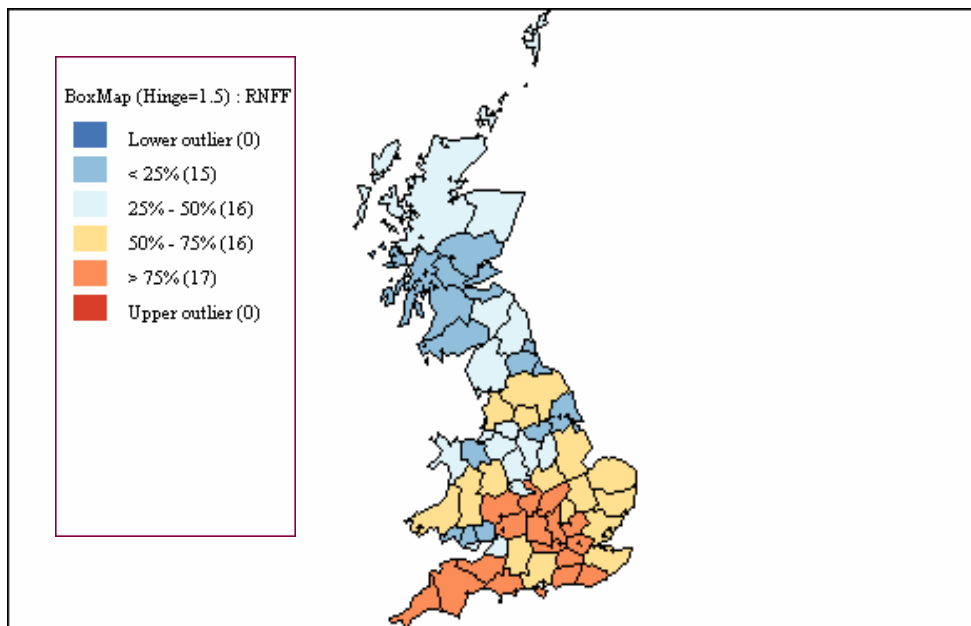 BoxMap (Hinge=1.5) : RNFF
Lower outlier (0)
< 25% (15)
25% - 50% (16)
50% - 75% (16)
> 75% (17)
Upper outlier (0)